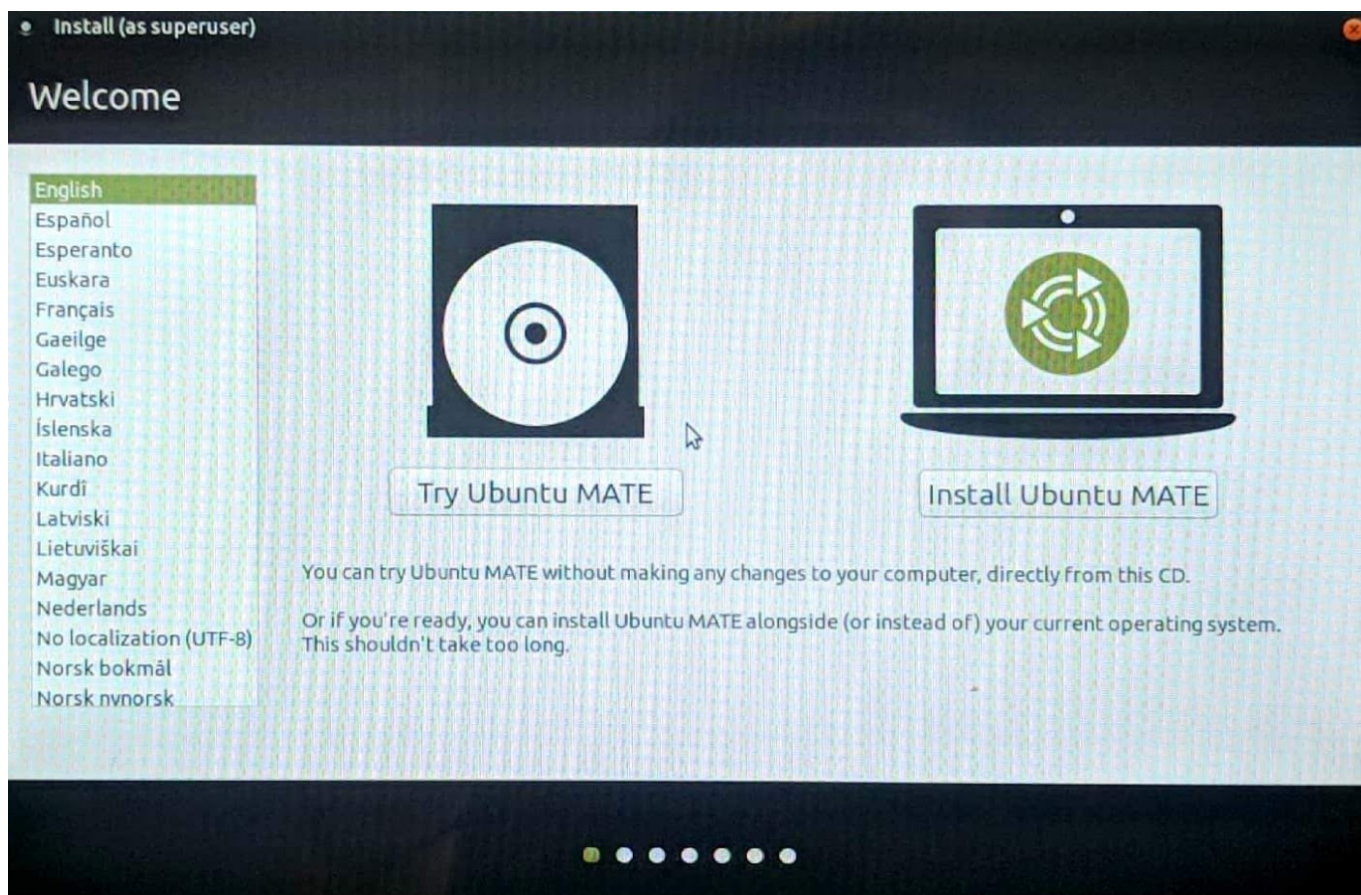 Install (as superuser)
Welcome
English
Español
Esperanto
Euskara
Français
Gaeilge
Galego
Hrvatski
Íslenska
Italiano
Kurdî
Latviski
Lietuviškai
Magyar
Nederlands
No localization (UTF-8)
Norsk bokmål
Norsk nynorsk
Try Ubuntu MATE
Install Ubuntu MATE
You can try Ubuntu MATE without making any changes to your computer, directly from this CD.
Or if you're ready, you can install Ubuntu MATE alongside (or instead of) your current operating system.
This shouldn't take too long.